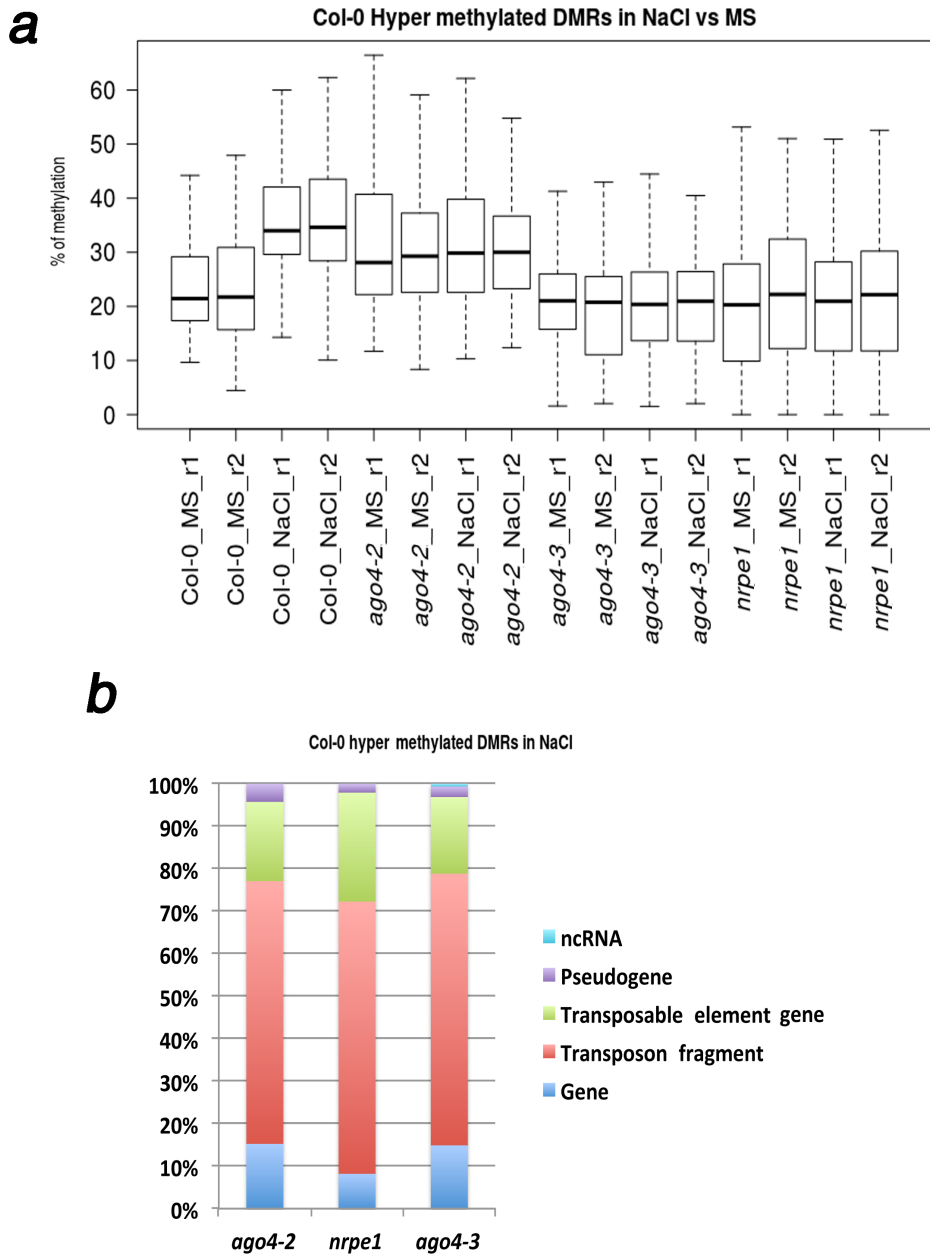 a
Col-0 Hyper methylated DMRs in NaCl vs MS
% of methylation
60
50
40
30
20
10
0
Col-0_MS_r1
Col-0_MS_r2
Col-0_NaCl_r1
Col-0_NaCl_r2
ago4-2_MS_r1
ago4-2_MS_r2
ago4-2_NaCl_r1
ago4-2_NaCl_r2
ago4-3_MS_r1
ago4-3_MS_r2
ago4-3_NaCl_r1
ago4-3_NaCl_r2
nrpe1_MS_r1
nrpe1_MS_r2
nrpe1_NaCl_r1
nrpe1_NaCl_r2
b
Col-0 hyper methylated DMRs in NaCl
100%
90%
80%
70%
60%
50%
40%
30%
20%
10%
0%
ago4-2 nrpe1 ago4-3
ncRNA
Pseudogene
Transposable element gene
Transposon fragment
Gene